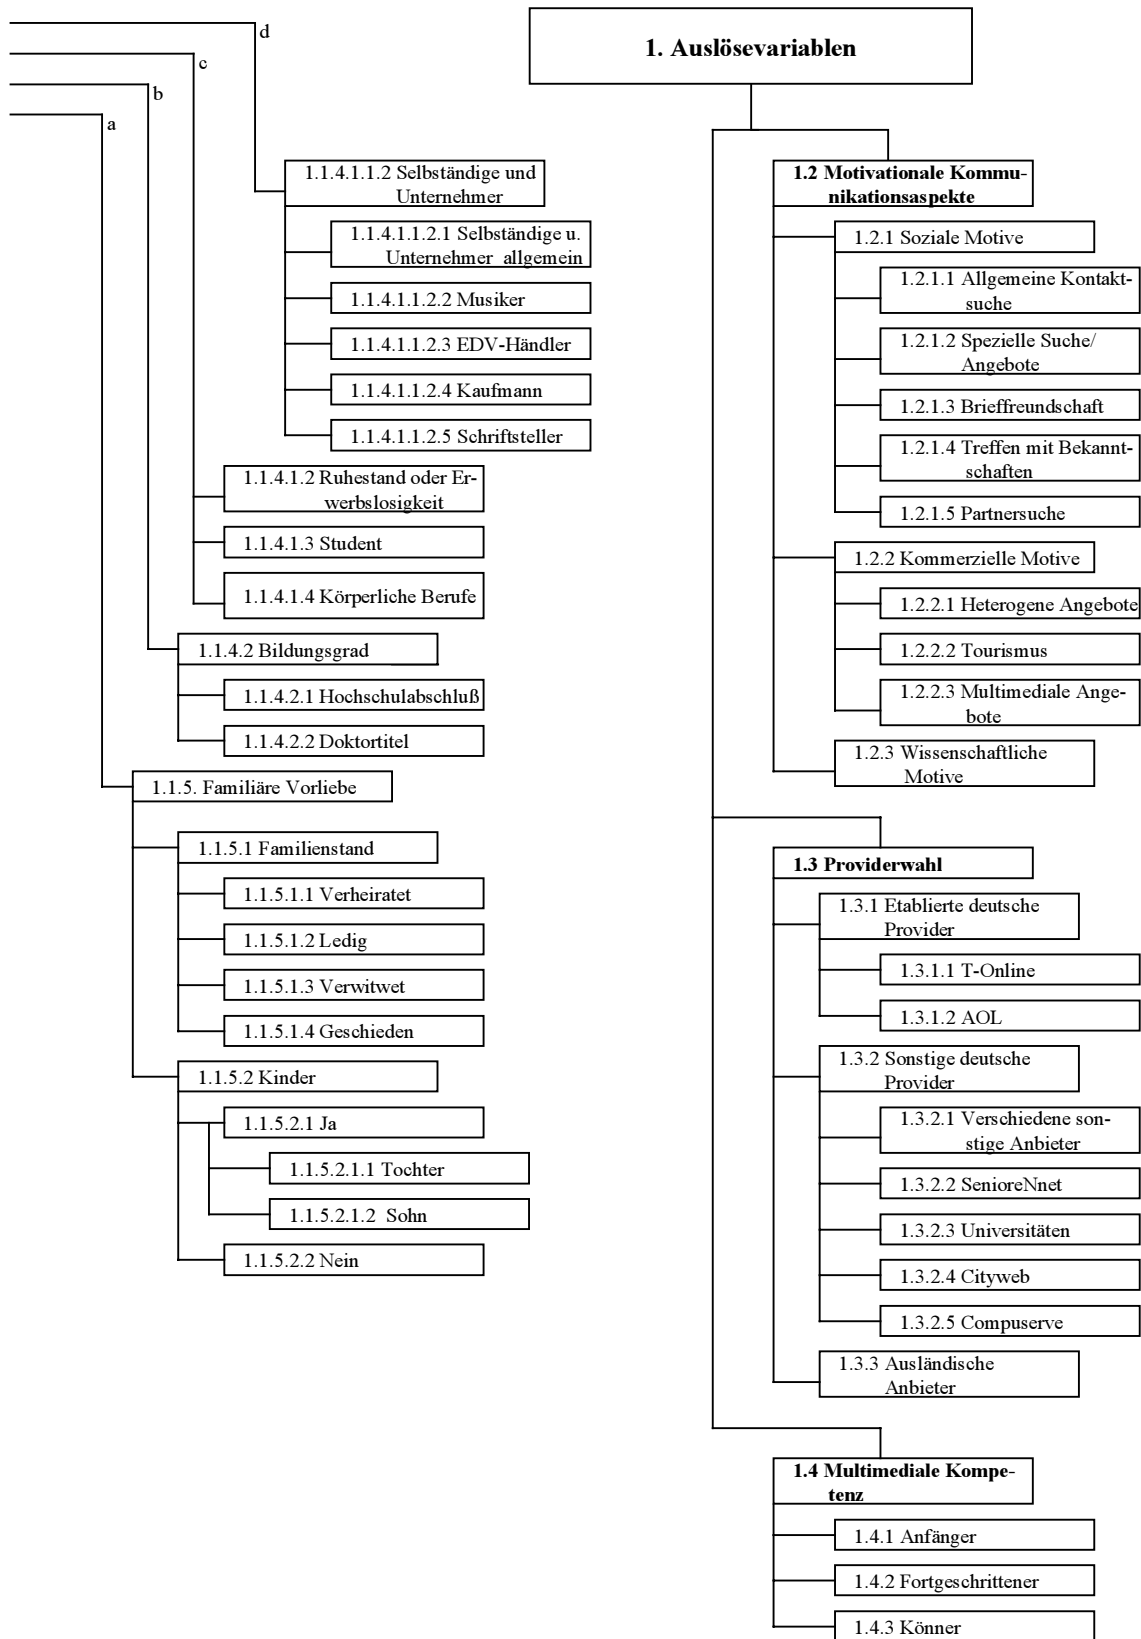 d
c
b
a
1. Auslösevariablen
1.1.4.1.1.2 Selbständige und
Unternehmer
1.1.4.1.1.2.1 Selbständige u.
Unternehmer allgemein
1.1.4.1.1.2.2 Musiker
1.1.4.1.1.2.3 EDV-Händler
1.1.4.1.1.2.4 Kaufmann
1.1.4.1.1.2.5 Schriftsteller
1.1.4.1.2 Ruhestand oder Er-
werbslosigkeit
1.1.4.1.3 Student
1.1.4.1.4 Körperliche Berufe
1.1.4.2 Bildungsgrad
1.1.4.2.1 Hochschulabschluß
1.1.4.2.2 Doktortitel
1.1.5. Familiäre Vorliebe
1.1.5.1 Familienstand
1.1.5.1.1 Verheiratet
1.1.5.1.2 Ledig
1.1.5.1.3 Verwitwet
1.1.5.1.4 Geschieden
1.1.5.2 Kinder
1.1.5.2.1 Ja
1.1.5.2.1.1 Tochter
1.1.5.2.1.2 Sohn
1.1.5.2.2 Nein
1.2 Motivationale Kommu-
nikationsaspekte
1.2.1 Soziale Motive
1.2.1.1 Allgemeine Kontakt-
suche
1.2.1.2 Spezielle Suche/
Angebote
1.2.1.3 Brieffreundschaft
1.2.1.4 Treffen mit Bekannt-
schaften
1.2.1.5 Partnersuche
1.2.2 Kommerzielle Motive
1.2.2.1 Heterogene Angebote
1.2.2.2 Tourismus
1.2.2.3 Multimediale Ange-
bote
1.2.3 Wissenschaftliche
Motive
1.3 Providerwahl
1.3.1 Etablierte deutsche
Provider
1.3.1.1 T-Online
1.3.1.2 AOL
1.3.2 Sonstige deutsche
Provider
1.3.2.1 Verschiedene son-
stige Anbieter
1.3.2.2 SenioreNnet
1.3.2.3 Universitäten
1.3.2.4 Cityweb
1.3.2.5 Compuserve
1.3.3 Ausländische
Anbieter
1.4 Multimediale Kompe-
tenz
1.4.1 Anfänger
1.4.2 Fortgeschrittener
1.4.3 Könner